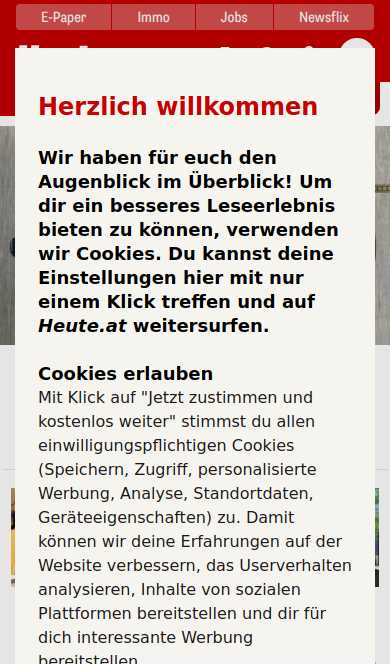 E-Paper
Immo
Jobs
Newsflix
Herzlich willkommen
Wir haben für euch den
Augenblick im Überblick! Um
dir ein besseres Leseerlebnis
bieten zu können, verwenden
wir Cookies. Du kannst deine
Einstellungen hier mit nur
einem Klick treffen und auf
Heute.at weitersurfen.
Cookies erlauben
Mit Klick auf "Jetzt zustimmen und
kostenlos weiter" stimmst du allen
einwilligungspflichtigen Cookies
(Speichern, Zugriff, personalisierte
Werbung, Analyse, Standortdaten,
Geräteeigenschaften) zu. Damit
können wir deine Erfahrungen auf der
Website verbessern, das Userverhalten
analysieren, Inhalte von sozialen
Plattformen bereitstellen und dir für
dich interessante Werbung
bereitstellen